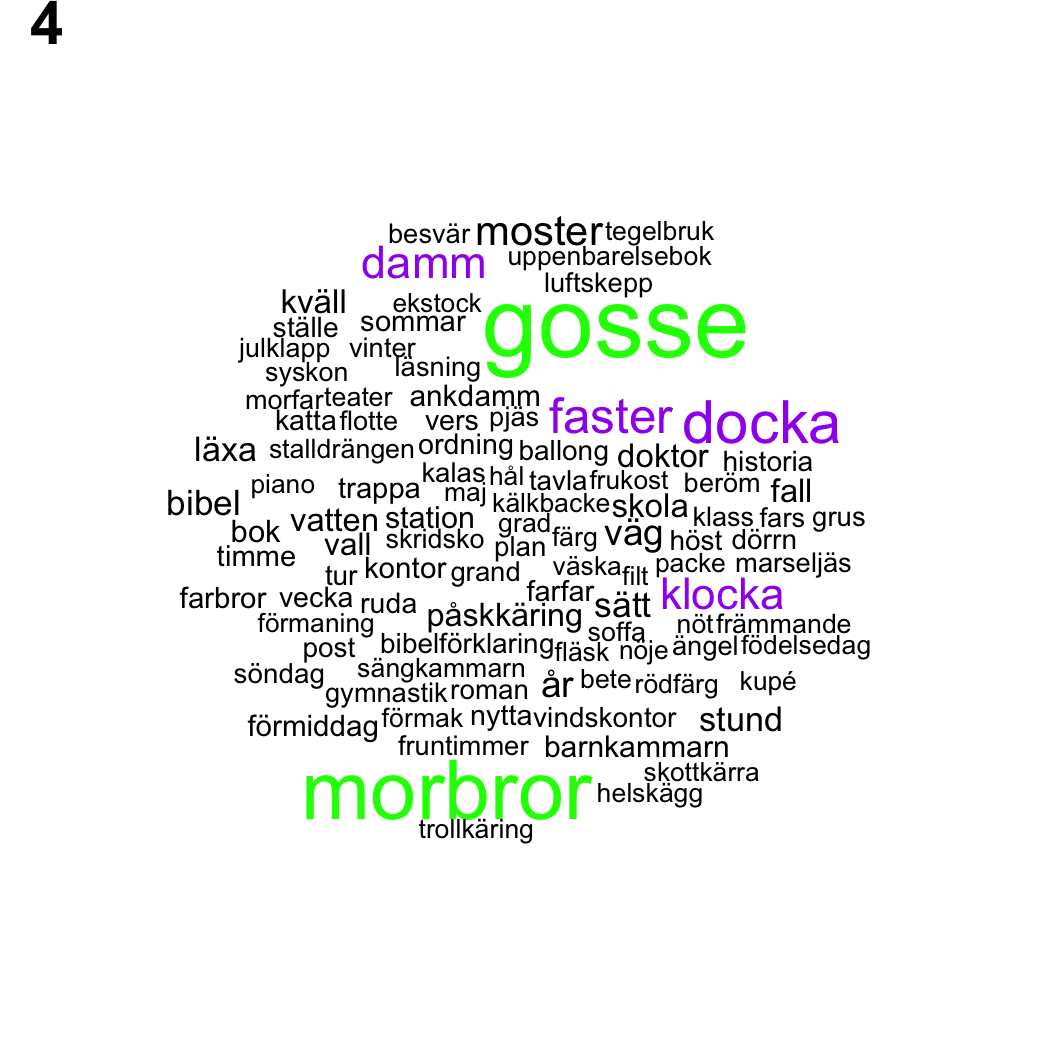 4
besvär moster tegelbruk
damm uppenbarelsebok
luftskepp
kväll ekstock gosse
ställe sommar
julklapp vinter
syskon läsning
morfar teater ankdamm faster docka
katta flotte vers pjäs
läxa stalldrängen ordning ballong doktor historia
piano trappa kalas hål tavla frukost beröm fall
bibel maj kälkbacke skola
bok vatten station grad klass fars grus
timme vall skridsko plan färg väg höst dörrn
tur kontor grand väska filt packe marseljäs
farbror vecka ruda farfar sätt klocka
förmaning påskkäring soffa nöt främmande
post bibelförklaring fläsk nöje ängel födelsedag
söndag sängkammarn
gymnastik roman år bete rödfärg kupé
förmiddag förmak nytta vindskontor stund
fruntimmer barnkammarn
morbror skottkärra
helskägg
trollkäring